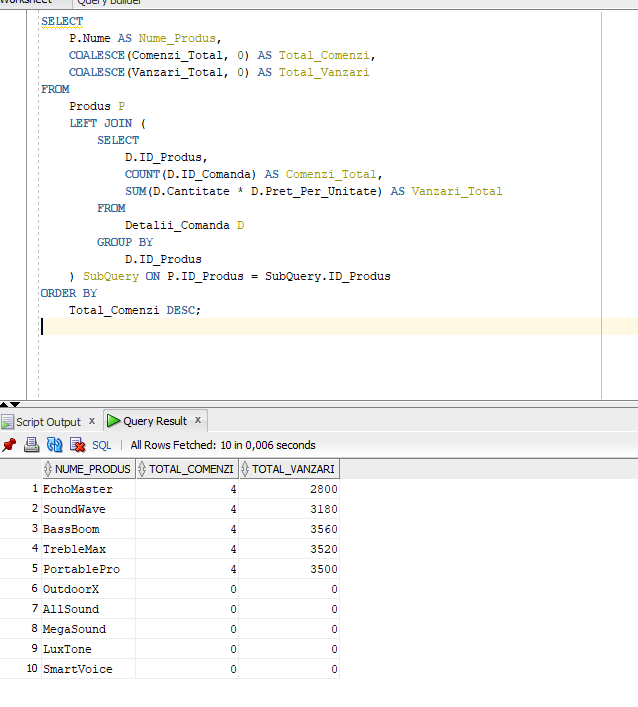 Worksheet Query Builder
SELECT
P.Nume AS Nume_Produs,
COALESCE(Comenzi_Total, 0) AS Total_Comenzi,
COALESCE(Vanzari_Total, 0) AS Total_Vanzari
FROM
Produs P
LEFT JOIN (
SELECT
D.ID_Produs,
COUNT(D.ID_Comanda) AS Comenzi_Total,
SUM(D.Cantitate * D.Pret_Per_Unitate) AS Vanzari_Total
FROM
Detalii_Comanda D
GROUP BY
D.ID_Produs
) SubQuery ON P.ID_Produs = SubQuery.ID_Produs
ORDER BY
Total_Comenzi DESC;
Script Output x Query Result x
SQL | All Rows Fetched: 10 in 0,006 seconds
NUME_PRODUS TOTAL_COMENZI TOTAL_VANZARI
1 EchoMaster 4 2800
2 SoundWave 4 3180
3 BassBoom 4 3560
4 TrebleMax 4 3520
5 PortablePro 4 3500
6 OutdoorX 0 0
7 AllSound 0 0
8 MegaSound 0 0
9 LuxTone 0 0
10 SmartVoice 0 0